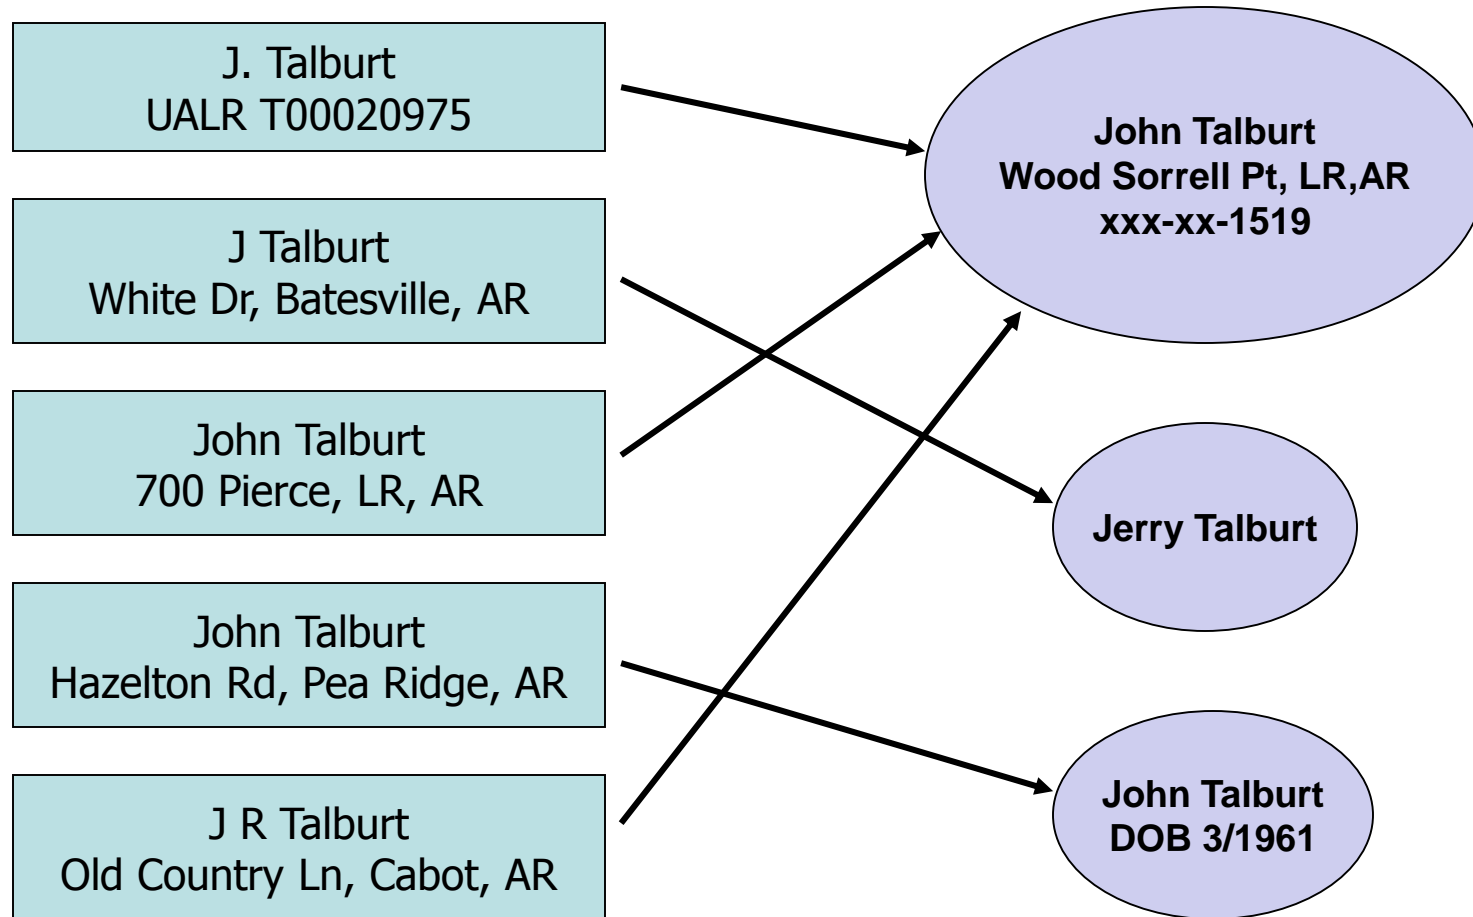 J. Talburt
UALR T00020975
J Talburt
White Dr, Batesville, AR
John Talburt
700 Pierce, LR, AR
John Talburt
Hazelton Rd, Pea Ridge, AR
J R Talburt
Old Country Ln, Cabot, AR
John Talburt
Wood Sorrell Pt, LR,AR
xxx-xx-1519
Jerry Talburt
John Talburt
DOB 3/1961